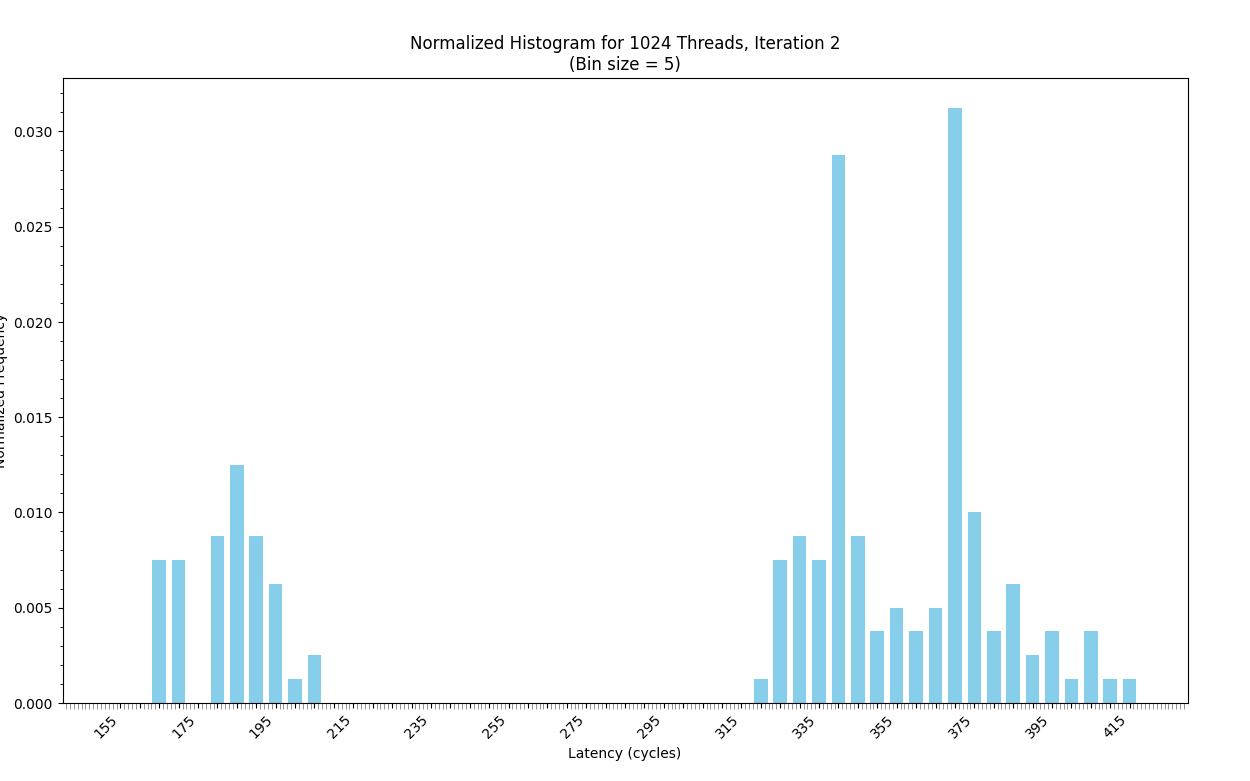 Normalized Histogram for 1024 Threads, Iteration 2
(Bin size = 5)
0.030
0.025
0.020
0.015
0.010
0.005
0.000
Normalized Frequency
155 175 195 215 235 255 275 295 315 335 355 375 395 415
Latency (cycles)